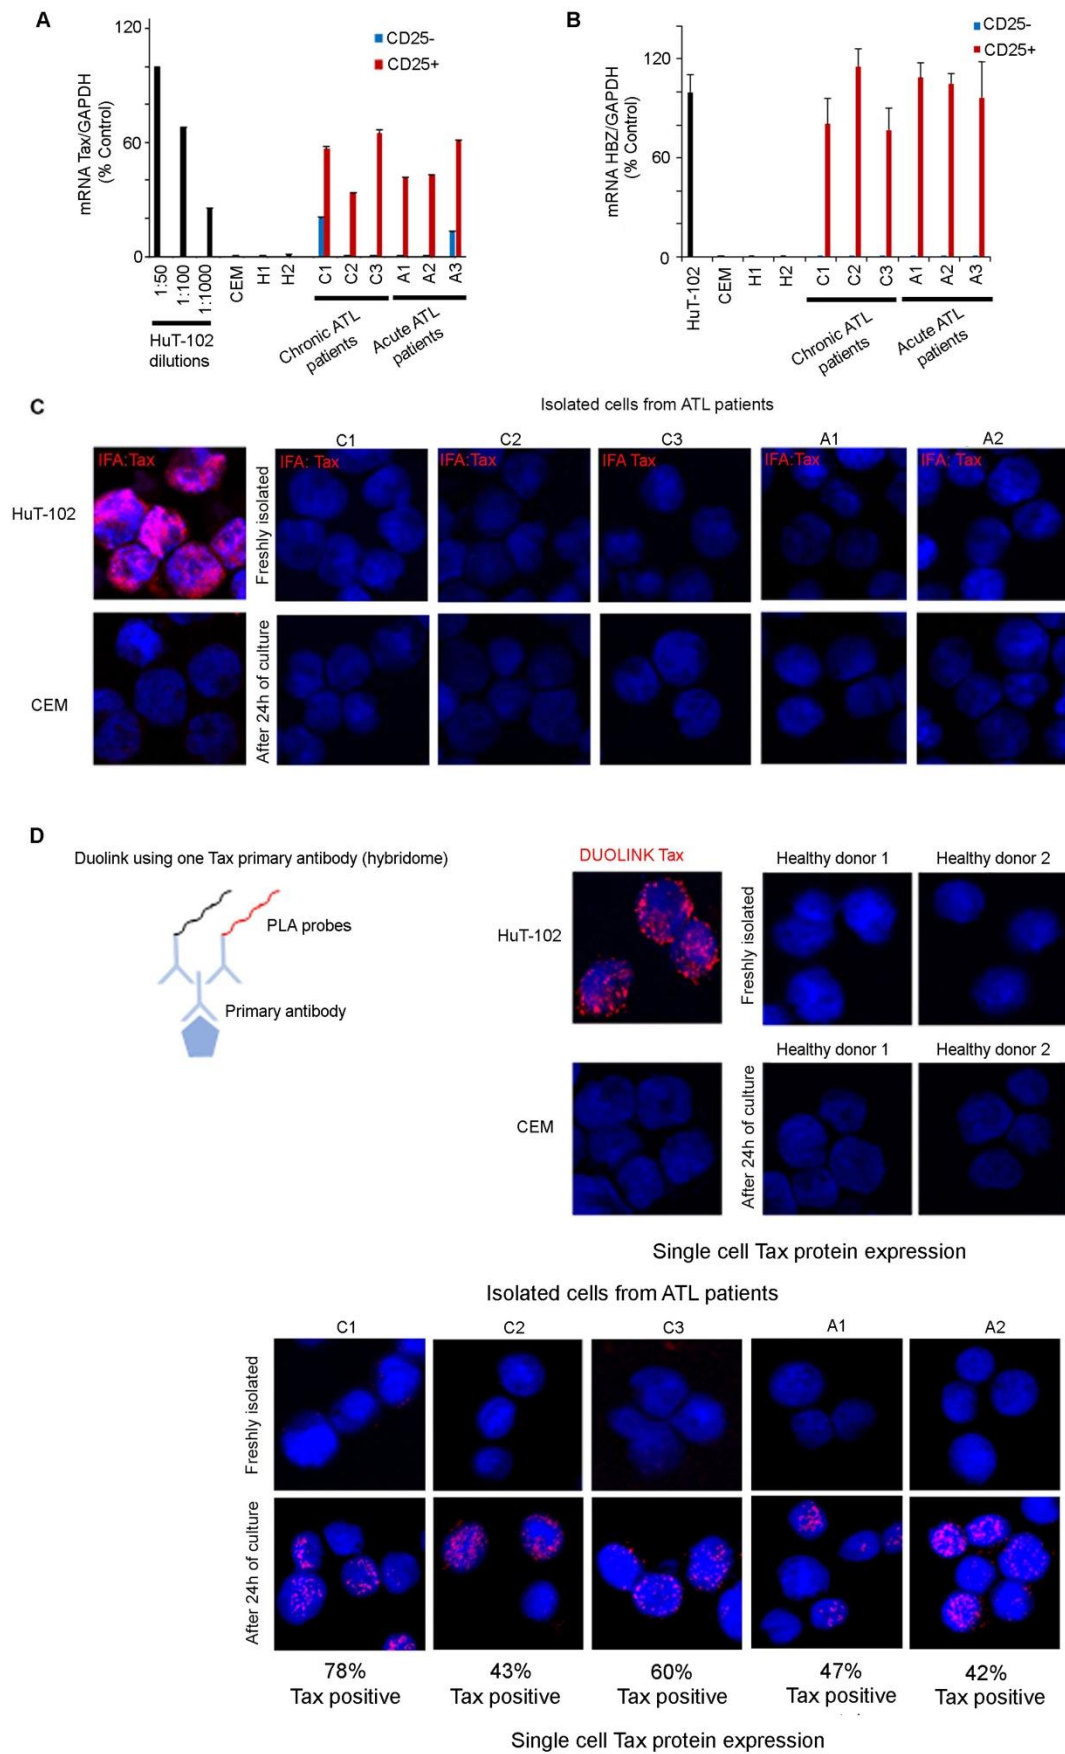 A
120
60
0
mRNA Tax/GAPDH
(% Control)
CD25-
CD25+
1:50
1:100
1:1000
CEM
H1
H2
C1
C2
C3
A1
A2
A3
HuT-102
dilutions
Chronic ATL
patients
Acute ATL
patients
B
120
60
0
mRNA HBZ/GAPDH
(% Control)
CD25-
CD25+
HuT-102
CEM
H1
H2
C1
C2
C3
A1
A2
A3
Chronic ATL
patients
Acute ATL
patients
C
Isolated cells from ATL patients
C1
C2
C3
A1
A2
HuT-102
IFA:Tax
Freshly isolated
IFA: Tax
IFA:Tax
IFA Tax
IFA:Tax
IFA: Tax
CEM
After 24h of culture
D
Duolink using one Tax primary antibody (hybridome)
PLA probes
Primary antibody
DUOLINK Tax
Healthy donor 1
Healthy donor 2
HuT-102
Freshly isolated
Healthy donor 1
Healthy donor 2
CEM
After 24h of culture
Single cell Tax protein expression
Isolated cells from ATL patients
C1
C2
C3
A1
A2
Freshly isolated
After 24h of culture
78%
Tax positive
43%
Tax positive
60%
Tax positive
47%
Tax positive
42%
Tax positive
Single cell Tax protein expression